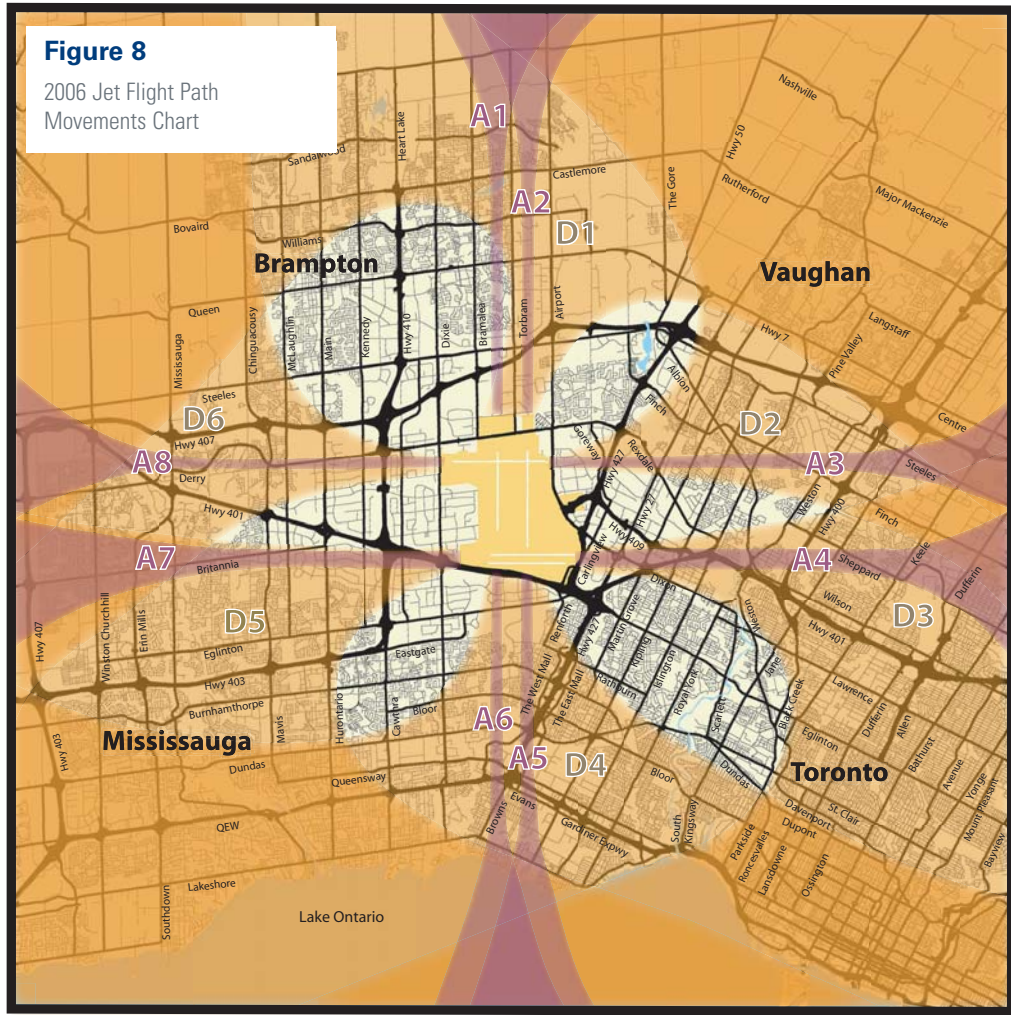 Figure 8
2006 Jet Flight Path
Movements Chart
A1
Heart Lake
Sandalwood
Nashville
Hwy 50
Castlemore
The Gore
Rutherford
Major Mackenzie
A2
D1
Bovaird
Williams
Brampton
Vaughan
Queen
Mississauga
Chinguacousy
McLaughlin
Main
Kennedy
Hwy 410
Dixie
Bramalea
Torbram
Airport
Hwy 7
Langstaff
Pine Valley
Albion
Finch
Steeles
D6
D2
Centre
Hwy 407
Goreway
Hwy 427
Rexdale
A8
A3
Steeles
Derry
Hwy 27
Weston
Hwy 400
Hwy 401
Hwy 409
Finch
Keele
A7
Britannia
Carlingview
A4
Sheppard
Dufferin
Dixon
Winston Churchhill
Erin Mills
D5
Renforth
Hwy 427
Martin Grove
Kipling
Islington
Royal York
Scarlett
Weston
Jane
Black Creek
Wilson
D3
Hwy 401
Hwy 407
Eglinton
Eastgate
Hwy 403
The West Mall
The East Mall
Rathburn
Lawrence
Dufferin
Allen
Burnhamthorpe
Mavis
Hurontario
Cawthra
Bloor
A6
Eglinton
Bathurst
Hwy 403
Mississauga
A5
D4
Toronto
Avenue
Yonge
Mount Pleasant
Bayview
Dundas
Queensway
Bloor
Dundas
Evans
Browns
Gardiner Expwy
South
Kingsway
St. Clair
Davenport
Dupont
Parkside
Roncesvalles
Lansdowne
Ossington
QEW
Lakeshore
Southdown
Lake Ontario